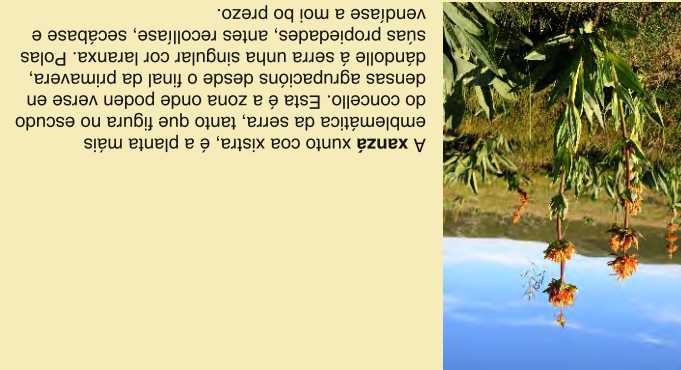 A xanzá xunto coa xistra, é a planta máis
emblemática da serra, tanto que figura no escudo
do concello. Esta é a zona onde poden verse en
densas agrupacións desde o final da primavera,
dándolle á serra unha singular cor laranxa. Polas
súas propiedades, antes recollíase, secábase e
vendíase a moi bo prezo.